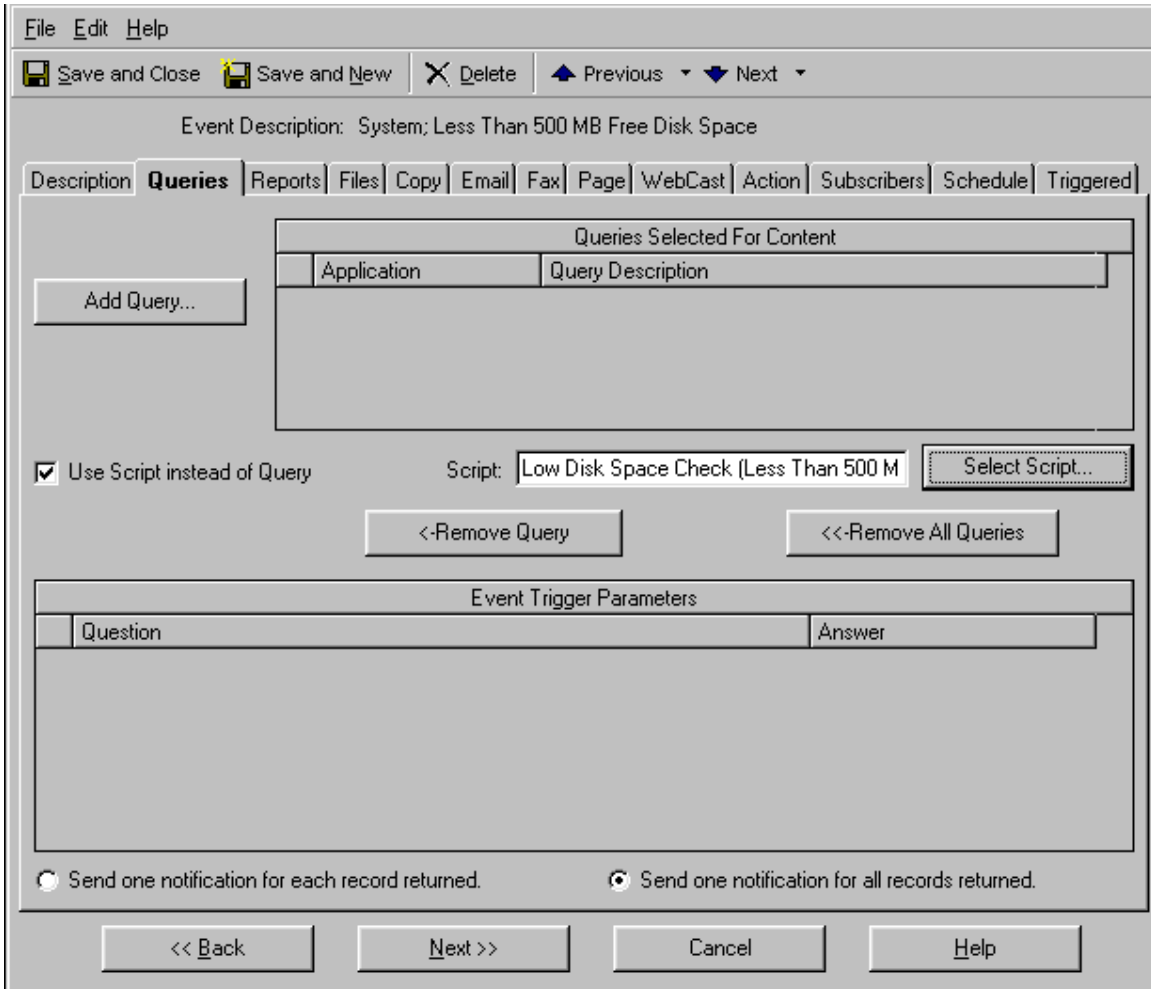 File Edit Help
Save and Close Save and New Delete Previous Next
Event Description: System; Less Than 500 MB Free Disk Space
Description Queries Reports Files Copy Email Fax Page WebCast Action Subscribers Schedule Triggered
Queries Selected For Content
Application Query Description
Add Query...
Use Script instead of Query Script: Low Disk Space Check (Less Than 500 M Select Script...
<-Remove Query <<-Remove All Queries
Event Trigger Parameters
Question Answer
Send one notification for each record returned. Send one notification for all records returned.
<< Back Next >> Cancel Help